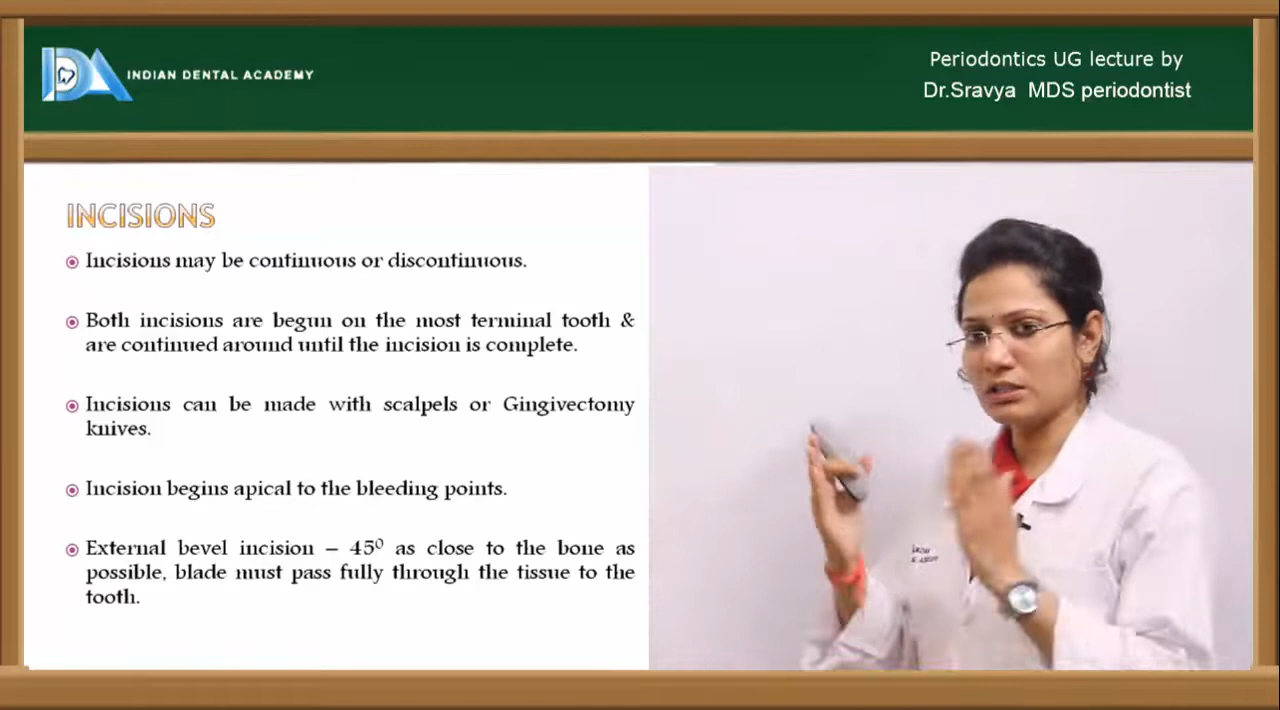 INDIAN DENTAL ACADEMY
Periodontics UG lecture by
Dr.Sravya MDS periodontist
INCISIONS
Incisions may be continuous or discontinuous.
Both incisions are begun on the most terminal tooth &
are continued around until the incision is complete.
Incisions can be made with scalpels or Gingivectomy
knives.
Incision begins apical to the bleeding points.
External bevel incision – 45⁰ as close to the bone as
possible, blade must pass fully through the tissue to the
tooth.